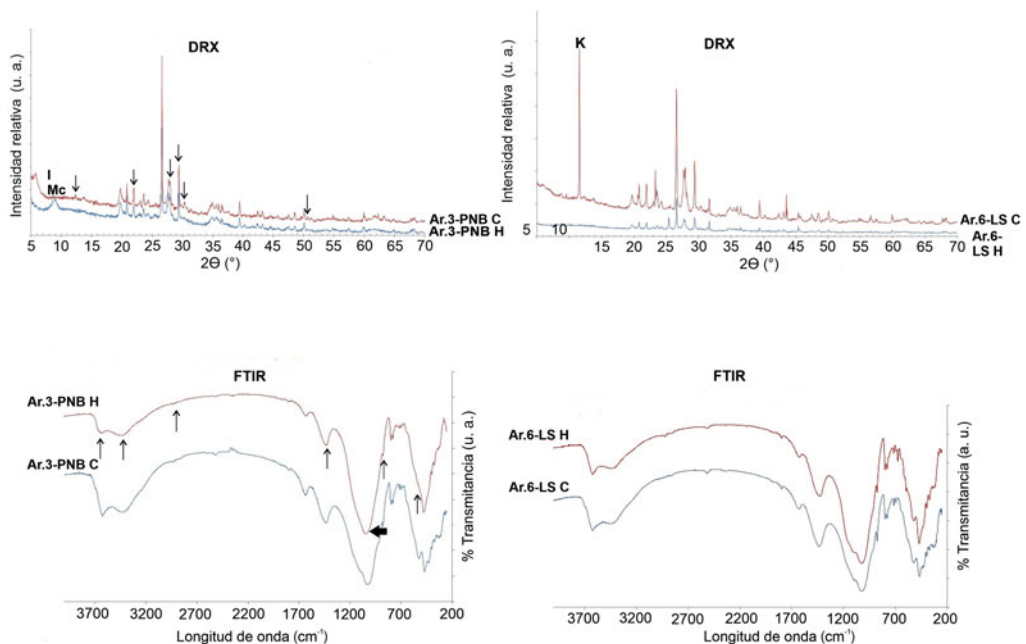 DRX
Intensidad relativa (u. a.)
I
Mc
Ar.3-PNB C
Ar.3-PNB H
5 10 15 20 25 30 35 40 45 50 55 60 65 70
2Θ (°)
DRX
Intensidad relativa (u. a.)
K
Ar.6-LS C
Ar.6-
LS H
5 10 15 20 25 30 35 40 45 50 55 60 65 70
2Θ (°)
FTIR
Ar.3-PNB H
Ar.3-PNB C
% Transmitancia (u. a.)
3700 3200 2700 2200 1700 1200 700 200
Longitud de onda (cm-1)
FTIR
Ar.6-LS H
Ar.6-LS C
% Transmitancia (a. u.)
3700 3200 2700 2200 1700 1200 700 200
Longitud de onda (cm-1)